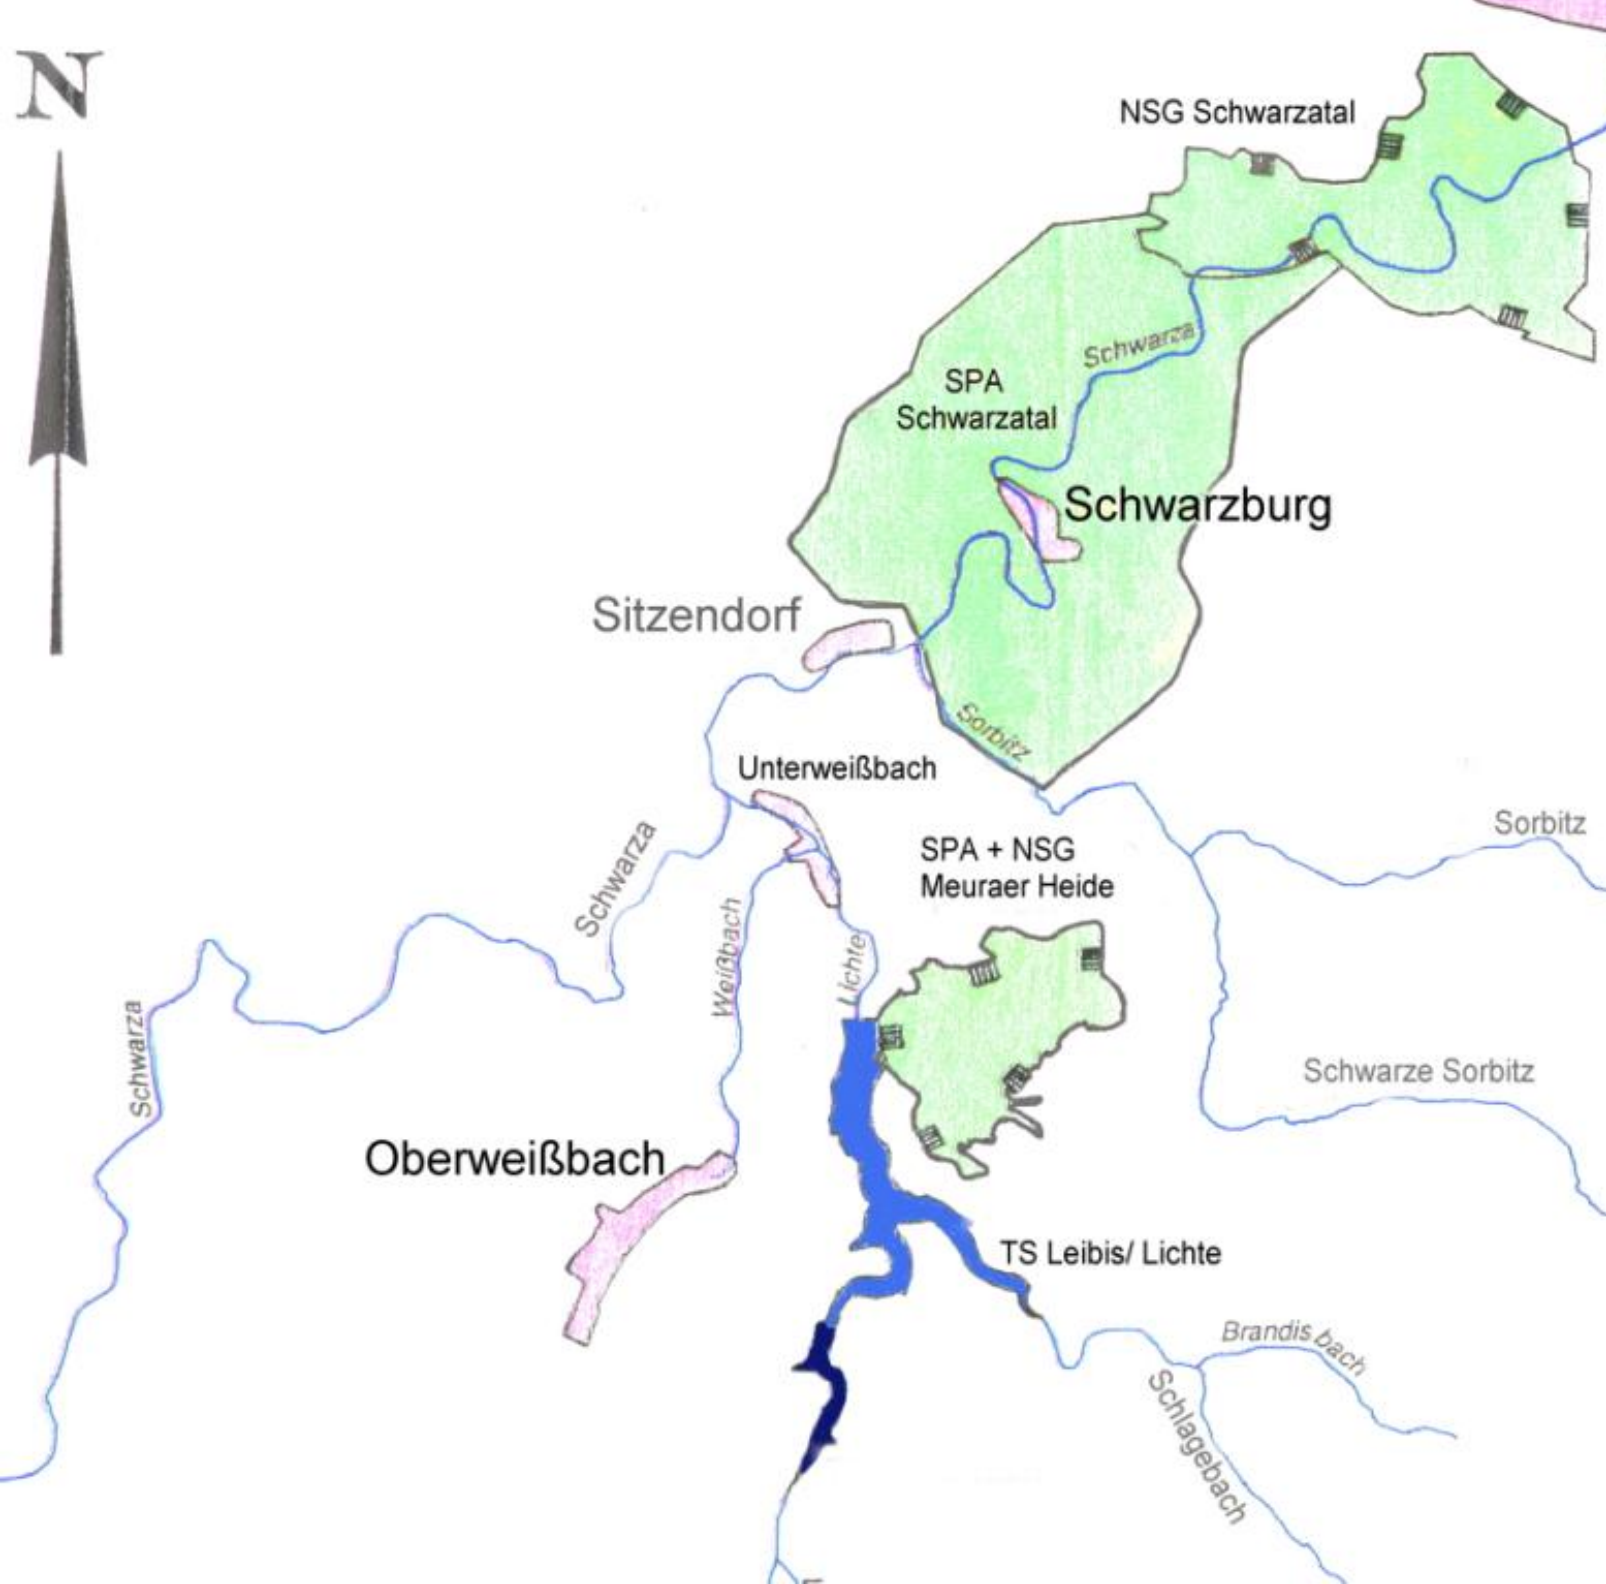 N
NSG Schwarzatal
Schwarza
SPA
Schwarzatal
Schwarzburg
Sitzendorf
Sorbitz
Unterweißbach
Sorbitz
Schwarza
SPA + NSG
Meuraer Heide
Weißbach
Lichte
Schwarza
Schwarze Sorbitz
Oberweißbach
TS Leibis/ Lichte
Brandisbach
Schlagebach